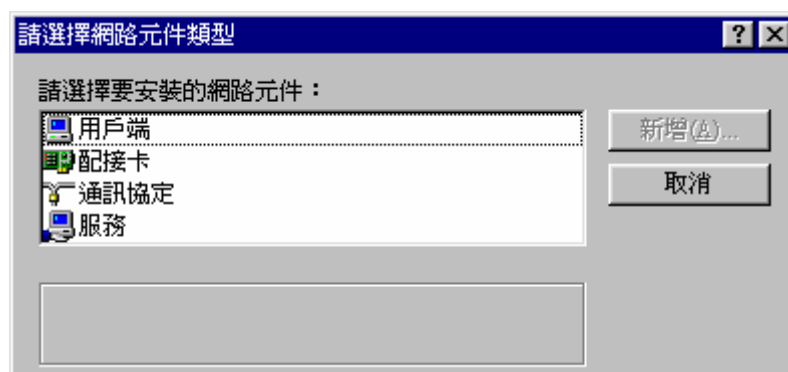 請選擇網路元件類型
請選擇要安裝的網路元件：
用戶端
配接卡
通訊協定
服務
新增(A)...
取消